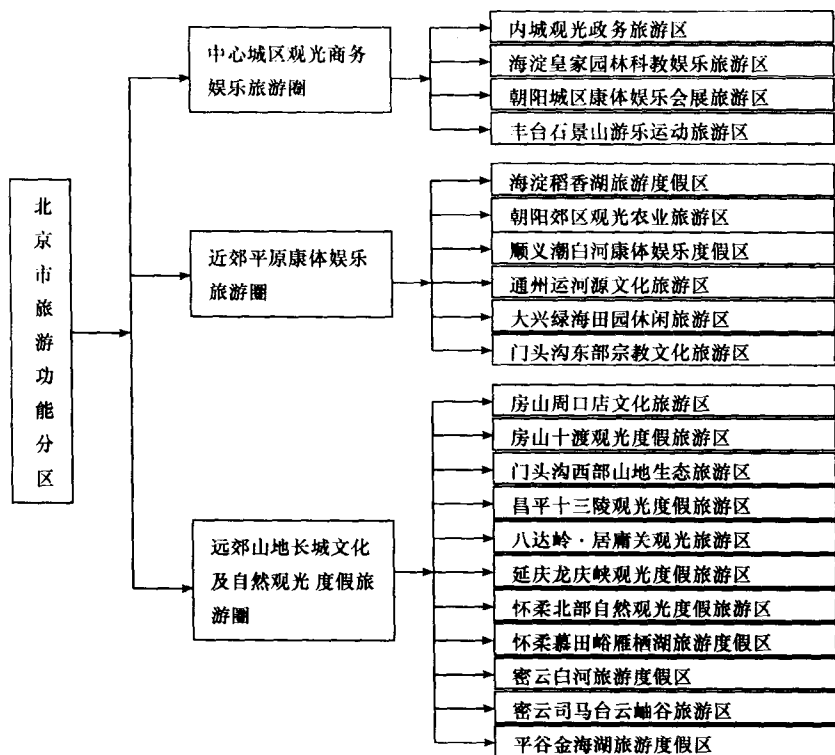 北京市旅游功能分区
中心城区观光商务
娱乐旅游圈
内城观光政务旅游区
海淀皇家园林科教娱乐旅游区
朝阳城区康体娱乐会展旅游区
丰台石景山游乐运动旅游区
近郊平原康体娱乐
旅游圈
海淀稻香湖旅游度假区
朝阳郊区观光农业旅游区
顺义潮白河康体娱乐度假区
通州运河源文化旅游区
大兴绿海田园休闲旅游区
门头沟东部宗教文化旅游区
远郊山地长城文化
及自然观光度假旅
游圈
房山周口店文化旅游区
房山十渡观光度假旅游区
门头沟西部山地生态旅游区
昌平十三陵观光度假旅游区
八达岭·居庸关观光旅游区
延庆龙庆峡观光度假旅游区
怀柔北部自然观光度假旅游区
怀柔慕田峪雁栖湖旅游度假区
密云白河旅游度假区
密云司马台云岫谷旅游区
平谷金海湖旅游度假区